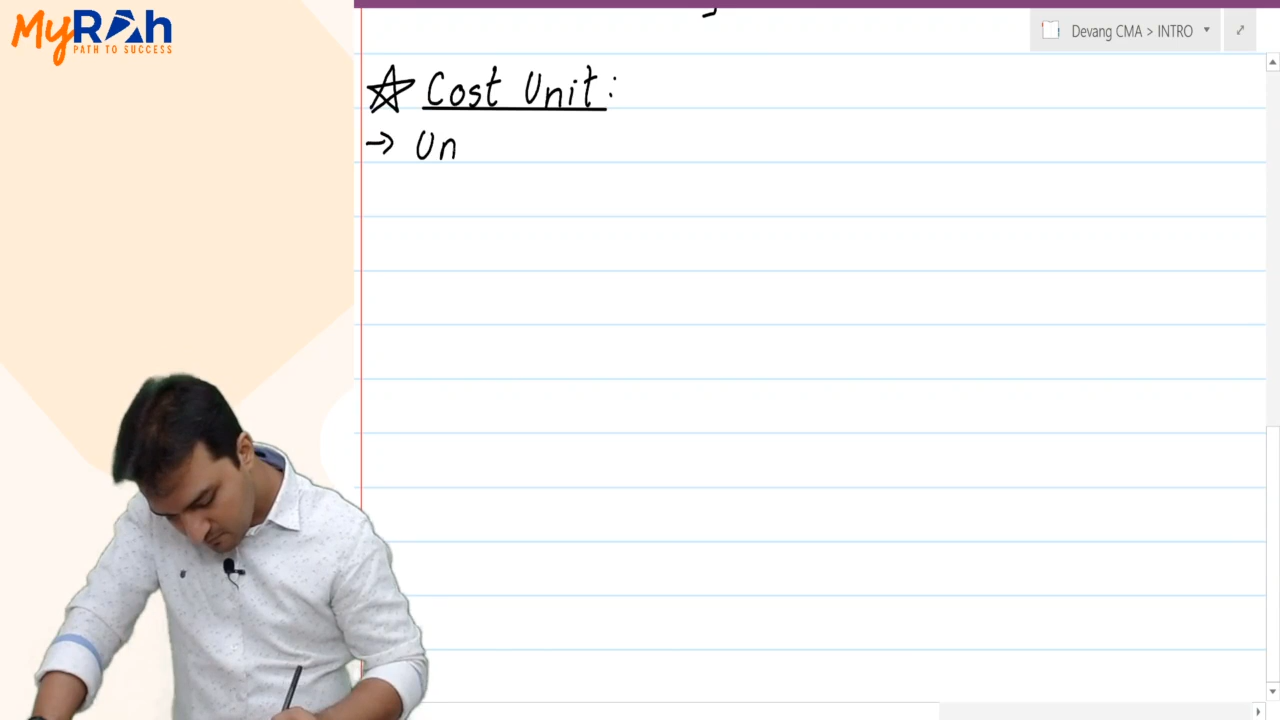 MyRAh
PATH TO SUCCESS
Devang CMA > INTRO
☆ Cost Unit:
→ Un